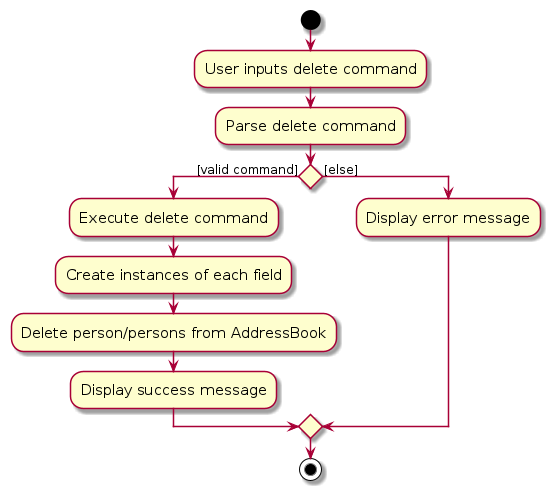 User inputs delete command
Parse delete command
[valid command]
[else]
Execute delete command
Display error message
Create instances of each field
Delete person/persons from AddressBook
Display success message